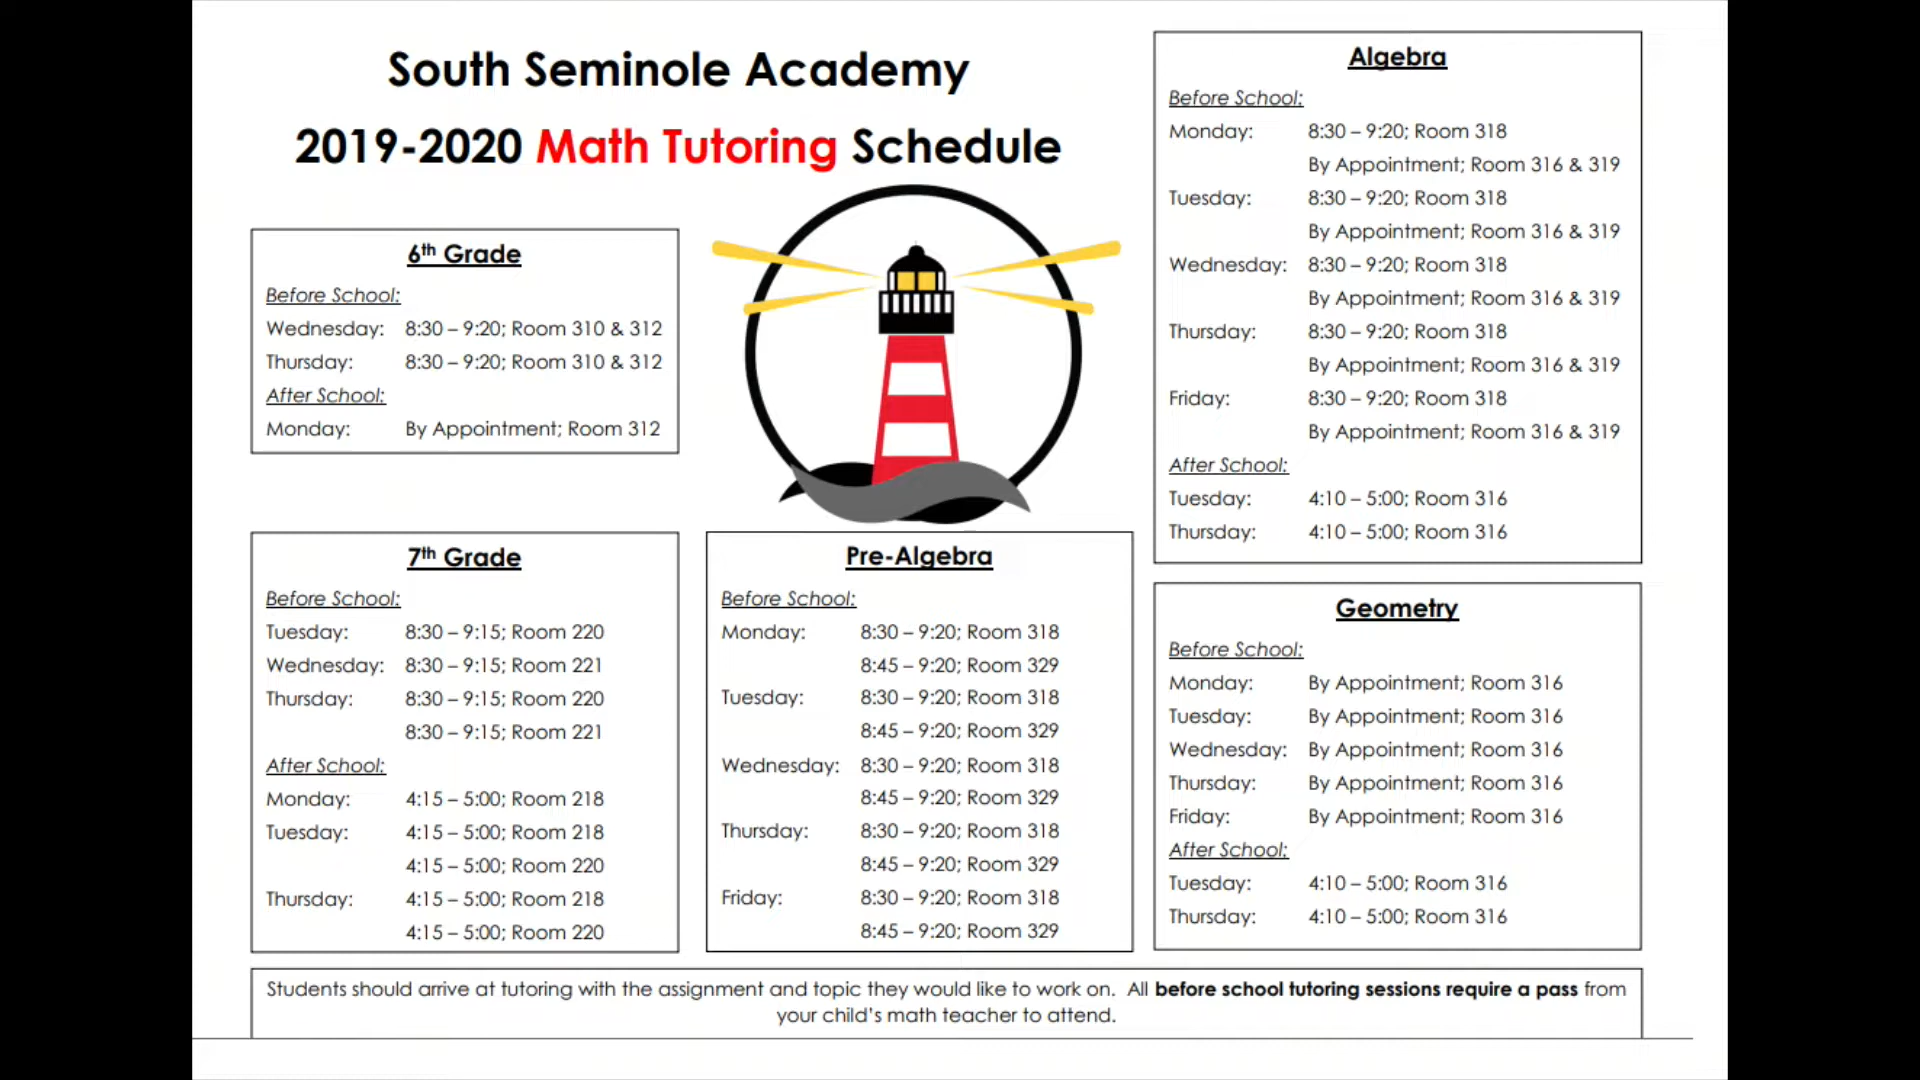 South Seminole Academy
2019-2020 Math Tutoring Schedule
6th Grade
Before School:
Wednesday: 8:30 – 9:20; Room 310 & 312
Thursday: 8:30 – 9:20; Room 310 & 312
After School:
Monday: By Appointment; Room 312
7th Grade
Before School:
Tuesday: 8:30 – 9:15; Room 220
Wednesday: 8:30 – 9:15; Room 221
Thursday: 8:30 – 9:15; Room 220
8:30 – 9:15; Room 221
After School:
Monday: 4:15 – 5:00; Room 218
Tuesday: 4:15 – 5:00; Room 218
4:15 – 5:00; Room 220
Thursday: 4:15 – 5:00; Room 218
4:15 – 5:00; Room 220
Pre-Algebra
Before School:
Monday: 8:30 – 9:20; Room 318
8:45 – 9:20; Room 329
Tuesday: 8:30 – 9:20; Room 318
8:45 – 9:20; Room 329
Wednesday: 8:30 – 9:20; Room 318
8:45 – 9:20; Room 329
Thursday: 8:30 – 9:20; Room 318
8:45 – 9:20; Room 329
Friday: 8:30 – 9:20; Room 318
8:45 – 9:20; Room 329
Algebra
Before School:
Monday: 8:30 – 9:20; Room 318
By Appointment; Room 316 & 319
Tuesday: 8:30 – 9:20; Room 318
By Appointment; Room 316 & 319
Wednesday: 8:30 – 9:20; Room 318
By Appointment; Room 316 & 319
Thursday: 8:30 – 9:20; Room 318
By Appointment; Room 316 & 319
Friday: 8:30 – 9:20; Room 318
By Appointment; Room 316 & 319
After School:
Tuesday: 4:10 – 5:00; Room 316
Thursday: 4:10 – 5:00; Room 316
Geometry
Before School:
Monday: By Appointment; Room 316
Tuesday: By Appointment; Room 316
Wednesday: By Appointment; Room 316
Thursday: By Appointment; Room 316
Friday: By Appointment; Room 316
After School:
Tuesday: 4:10 – 5:00; Room 316
Thursday: 4:10 – 5:00; Room 316
Students should arrive at tutoring with the assignment and topic they would like to work on. All before school tutoring sessions require a pass from
your child's math teacher to attend.